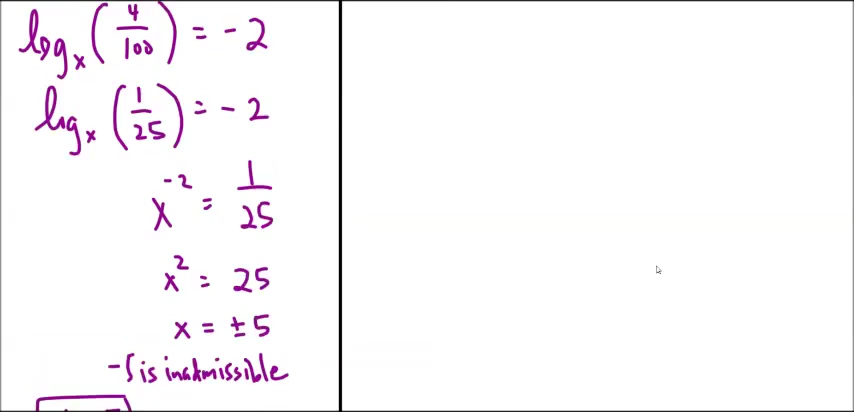 log_x (4/100) = -2
log_x (1/25) = -2
x^-2 = 1/25
x^2 = 25
x = ±5
-5 is inadmissible